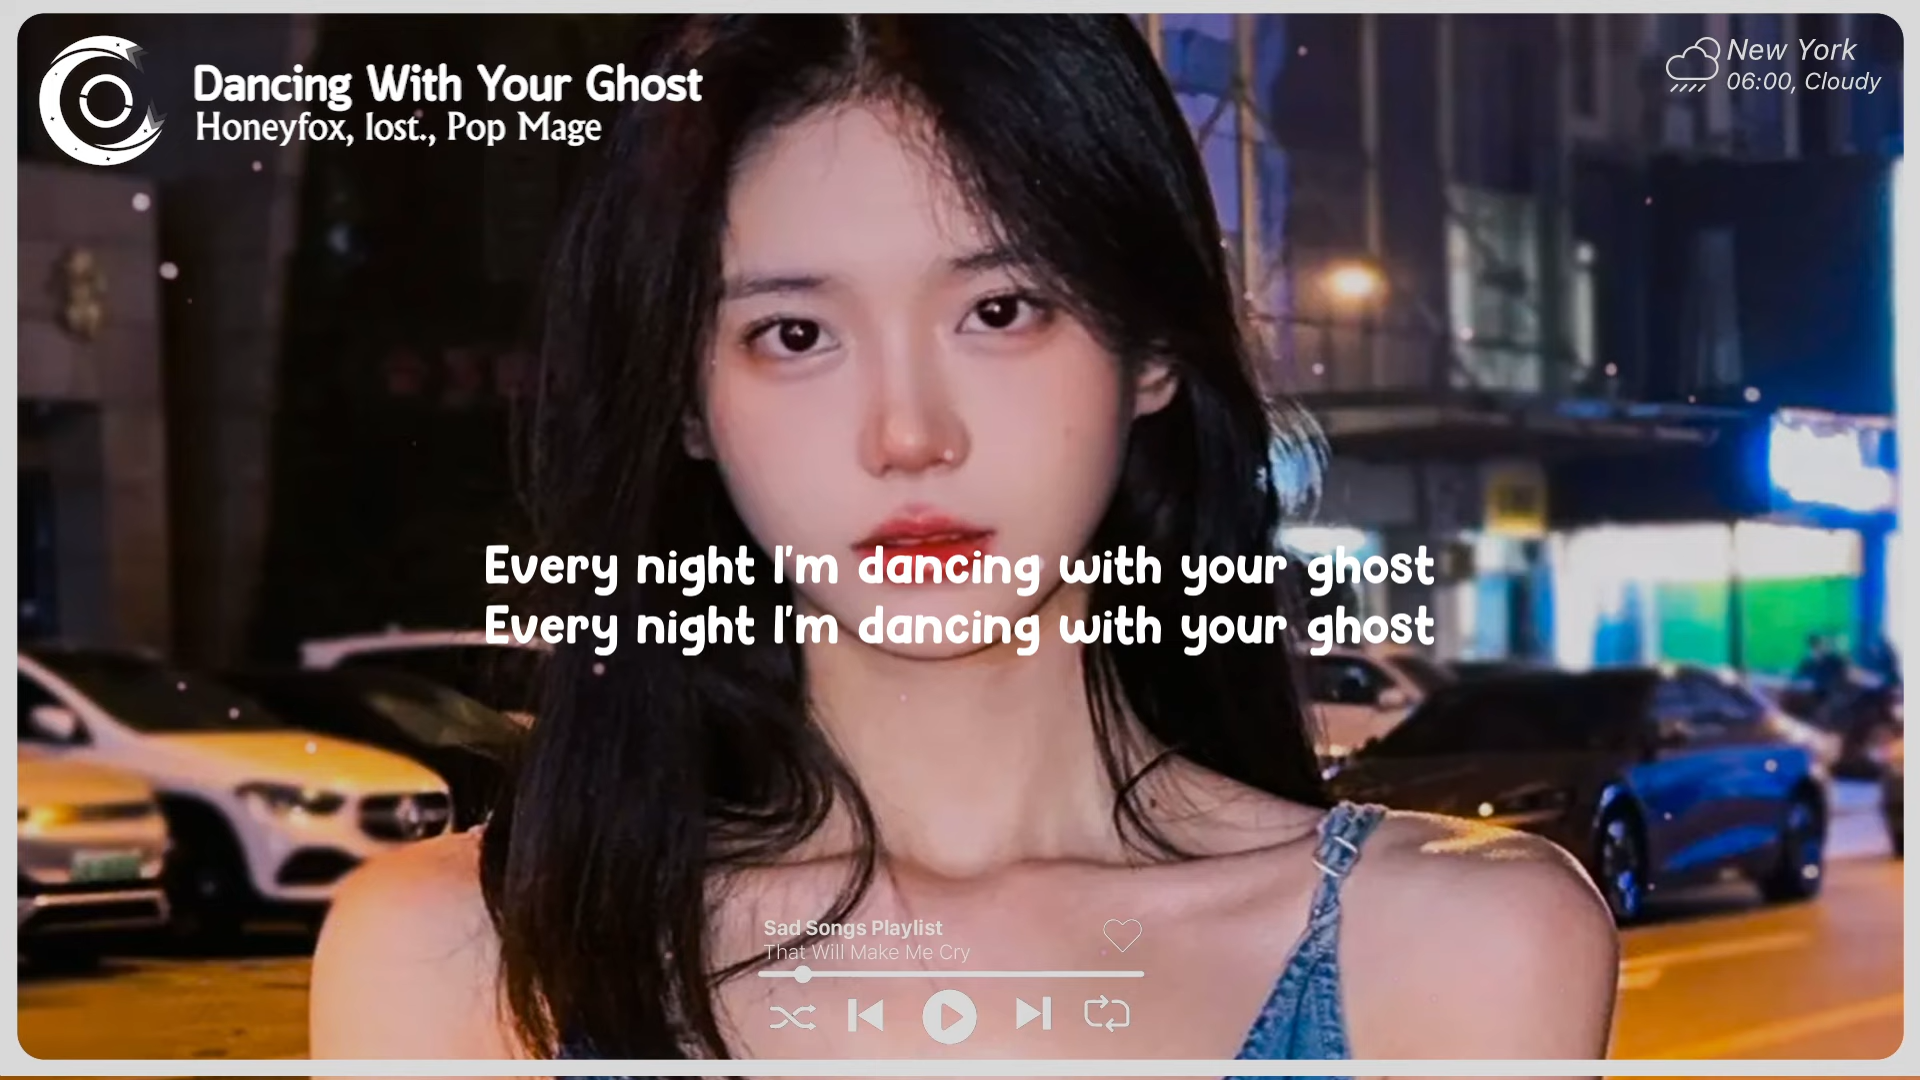 Dancing With Your Ghost
Honeyfox, lost., Pop Mage
New York
06:00, Cloudy
Every night I'm dancing with your ghost
Every night I'm dancing with your ghost
Sad Songs Playlist
That Will Make Me Cry